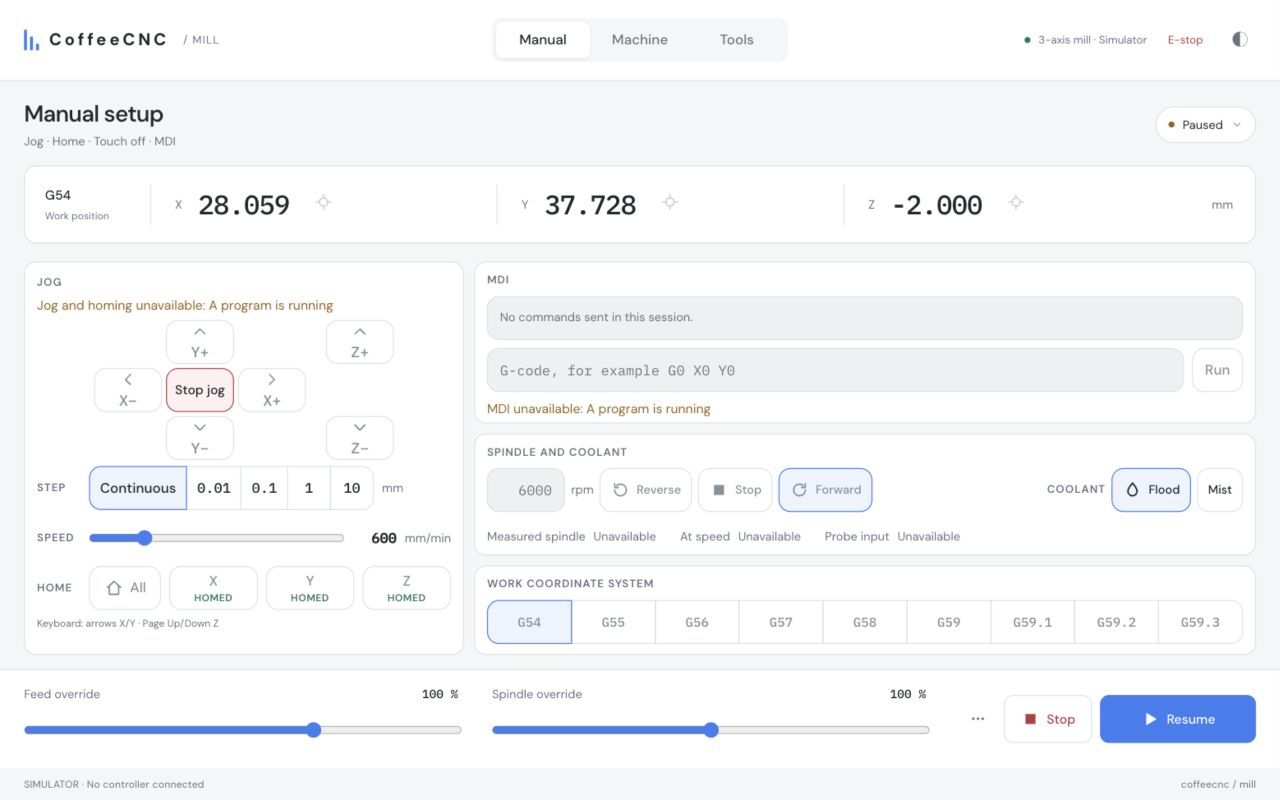 CoffeeCNC / MILL
Manual Machine Tools
3-axis mill · Simulator E-stop
Manual setup
Jog · Home · Touch off · MDI
Paused
G54
Work position
X 28.059
Y 37.728
Z -2.000
mm
JOG
Jog and homing unavailable: A program is running
Y+
Z+
X−
Stop jog
X+
Y−
Z−
STEP Continuous 0.01 0.1 1 10 mm
SPEED 600 mm/min
HOME All
X HOMED
Y HOMED
Z HOMED
Keyboard: arrows X/Y · Page Up/Down Z
MDI
No commands sent in this session.
G-code, for example G0 X0 Y0
Run
MDI unavailable: A program is running
SPINDLE AND COOLANT
6000 rpm Reverse Stop Forward
COOLANT Flood Mist
Measured spindle Unavailable At speed Unavailable Probe input Unavailable
WORK COORDINATE SYSTEM
G54 G55 G56 G57 G58 G59 G59.1 G59.2 G59.3
Feed override 100 %
Spindle override 100 %
··· Stop Resume
SIMULATOR · No controller connected
coffeecnc / mill